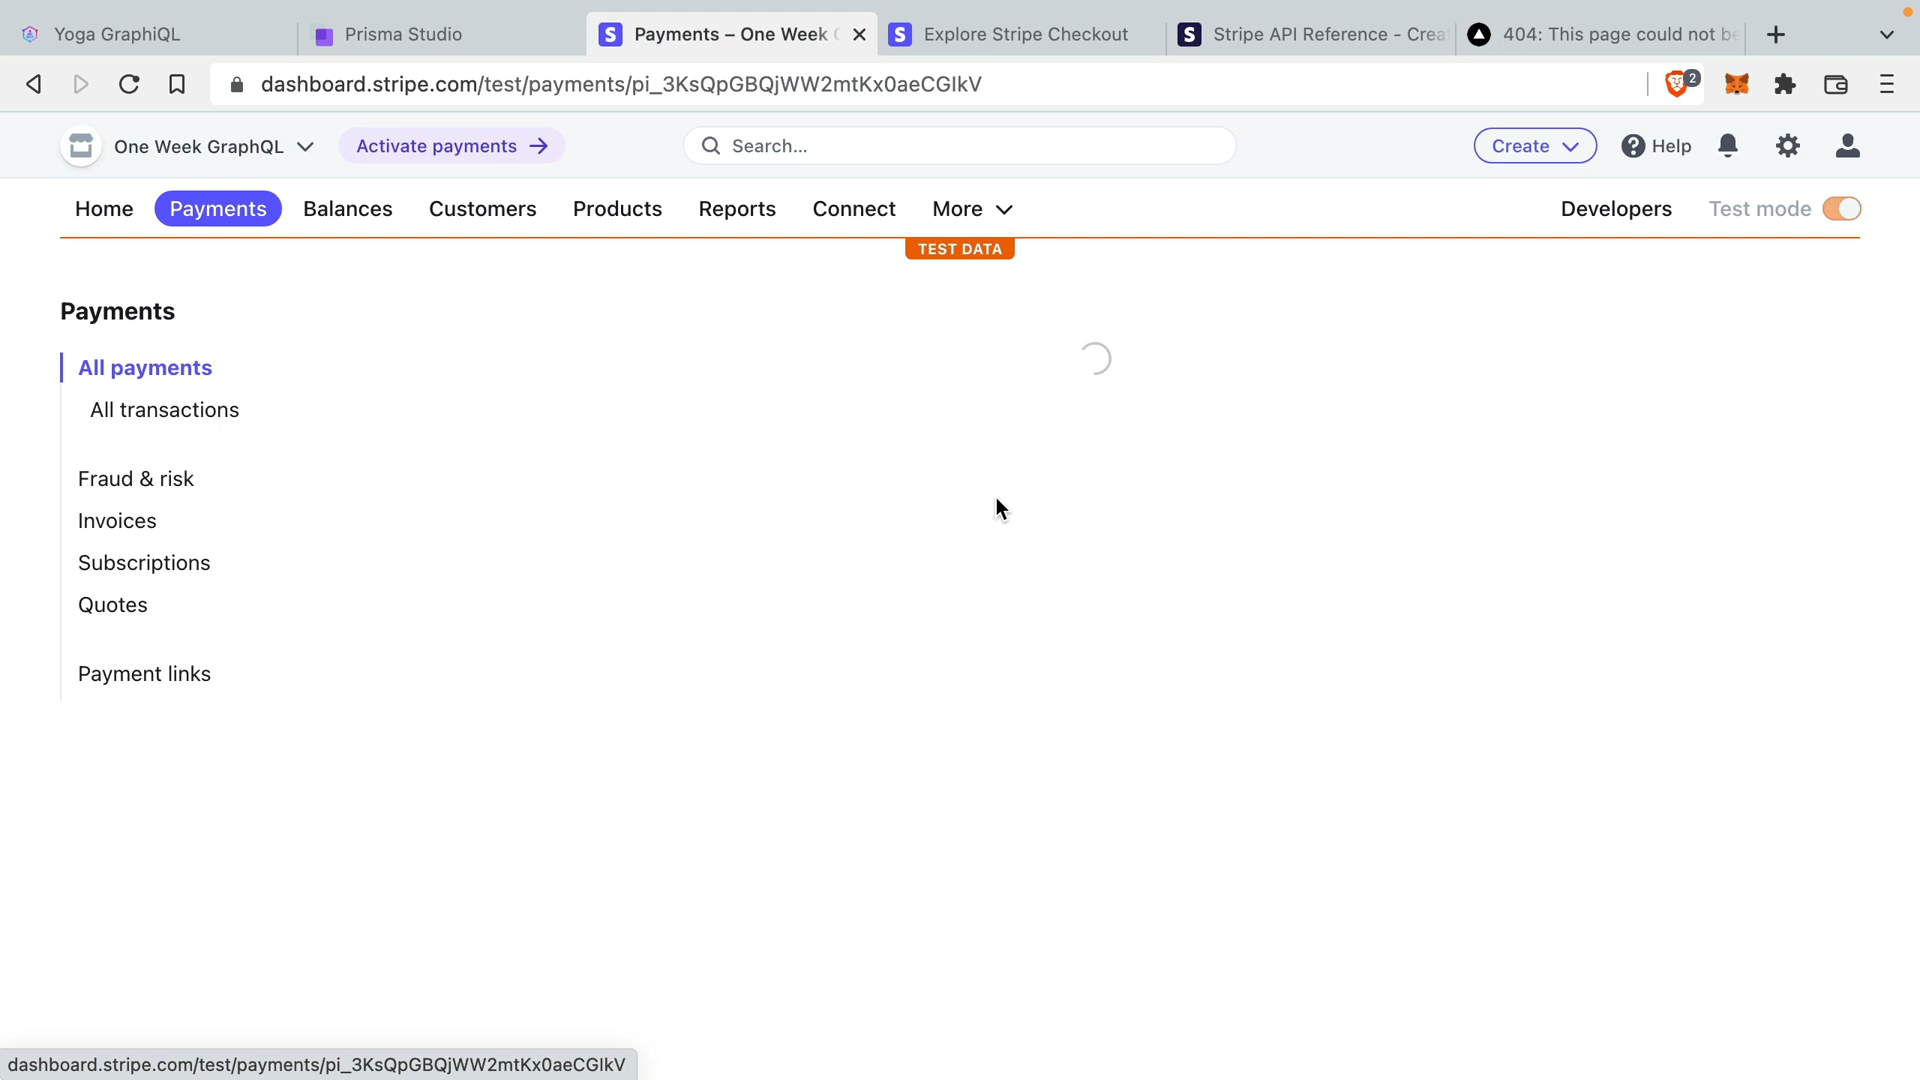 Yoga GraphiQL
Prisma Studio
Payments – One Week
Explore Stripe Checkout
Stripe API Reference - Crea
404: This page could not be
dashboard.stripe.com/test/payments/pi_3KsQpGBQjWW2mtKx0aeCGIkV
2
One Week GraphQL
Activate payments
Search...
Create
Help
Home
Payments
Balances
Customers
Products
Reports
Connect
More
Developers
Test mode
TEST DATA
Payments
All payments
All transactions
Fraud & risk
Invoices
Subscriptions
Quotes
Payment links
dashboard.stripe.com/test/payments/pi_3KsQpGBQjWW2mtKx0aeCGIkV